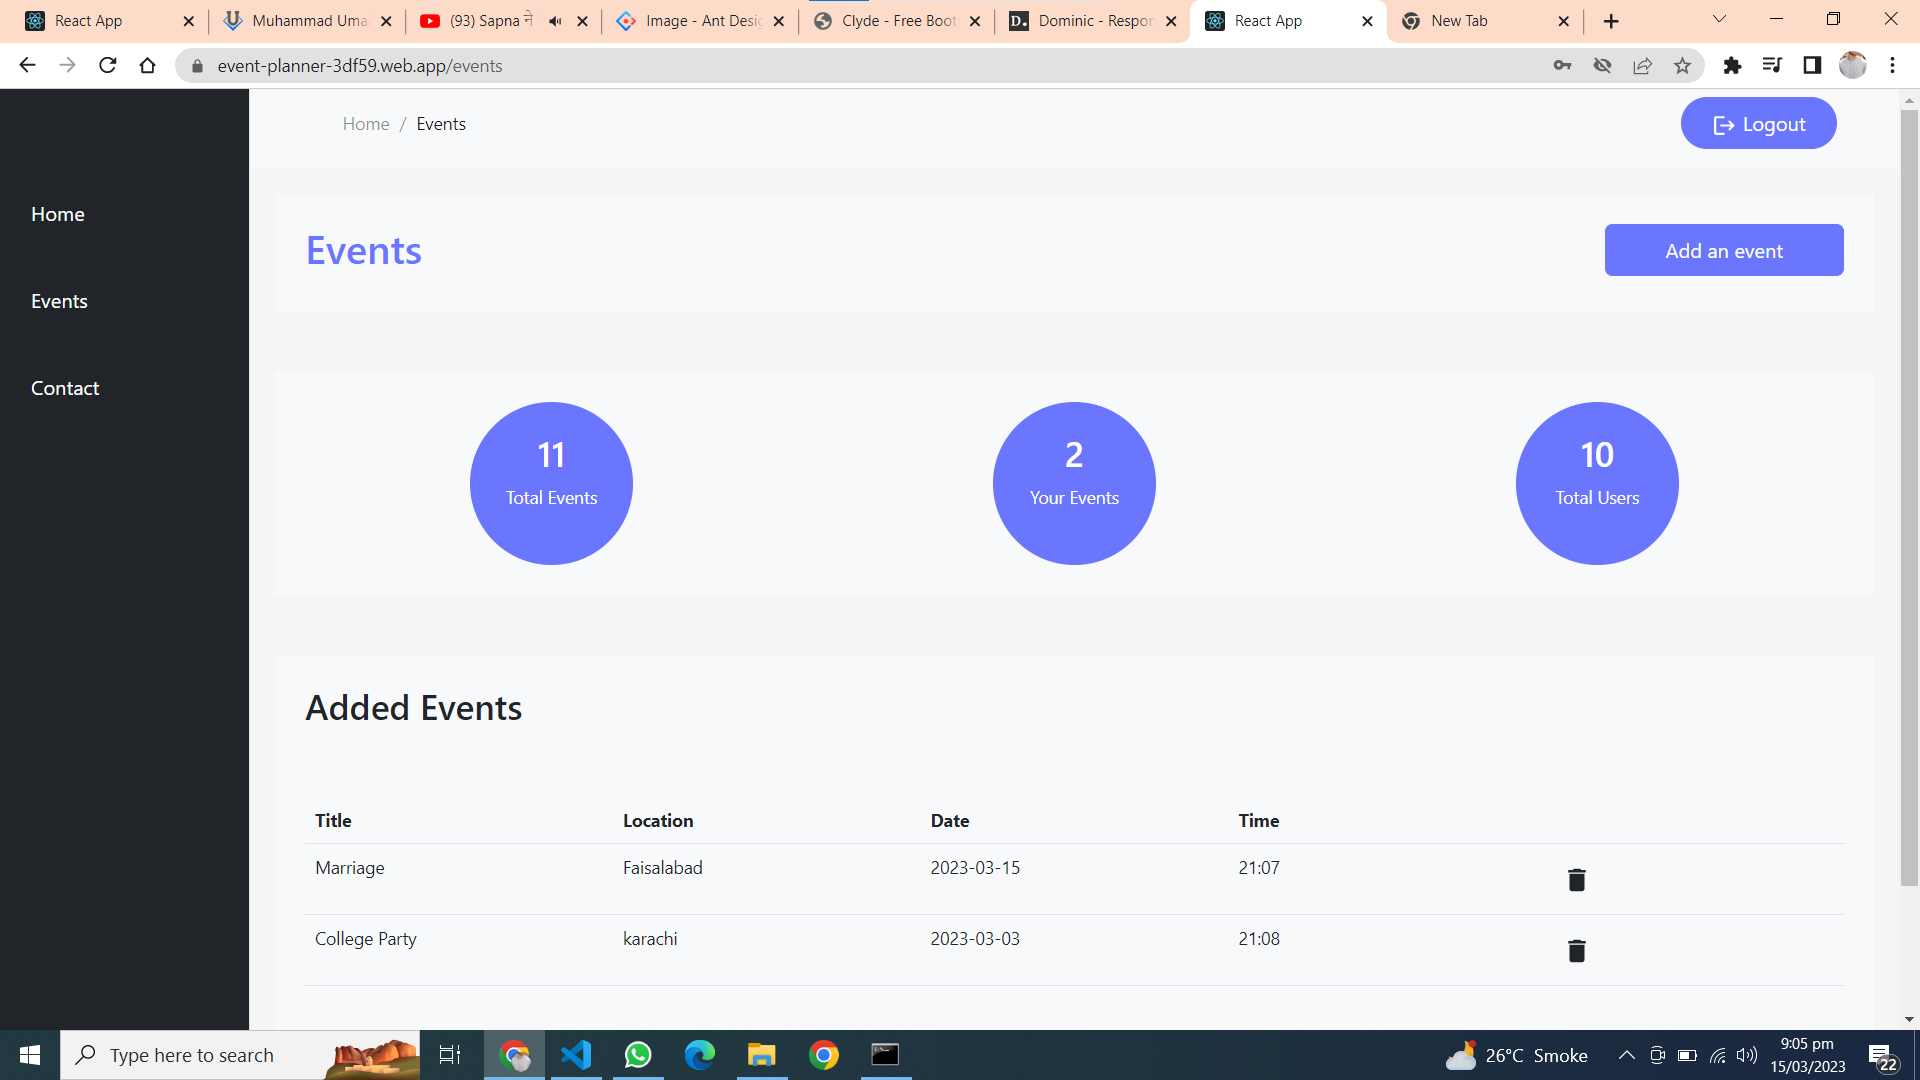 React App
Muhammad Umai
(93) Sapna ने
Image - Ant Desig
Clyde - Free Boot
Dominic - Respon
React App
New Tab
event-planner-3df59.web.app/events
Home / Events
Logout
Home
Events
Contact
Events
Add an event
11
Total Events
2
Your Events
10
Total Users
Added Events
Title Location Date Time
Marriage Faisalabad 2023-03-15 21:07
College Party karachi 2023-03-03 21:08
Type here to search
26°C Smoke
9:05 pm
15/03/2023
22